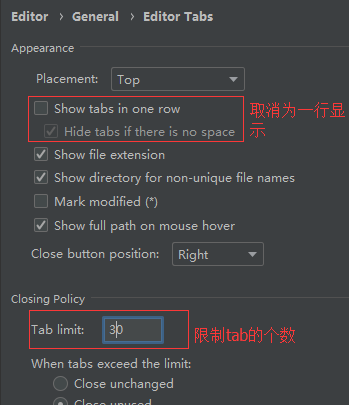 Editor › General › Editor Tabs
Appearance
Placement: Top
Show tabs in one row
取消为一行显
示
Hide tabs if there is no space
Show file extension
Show directory for non-unique file names
Mark modified (*)
Show full path on mouse hover
Close button position: Right
Closing Policy
Tab limit: 30
限制tab的个数
When tabs exceed the limit:
Close unchanged
Close unused